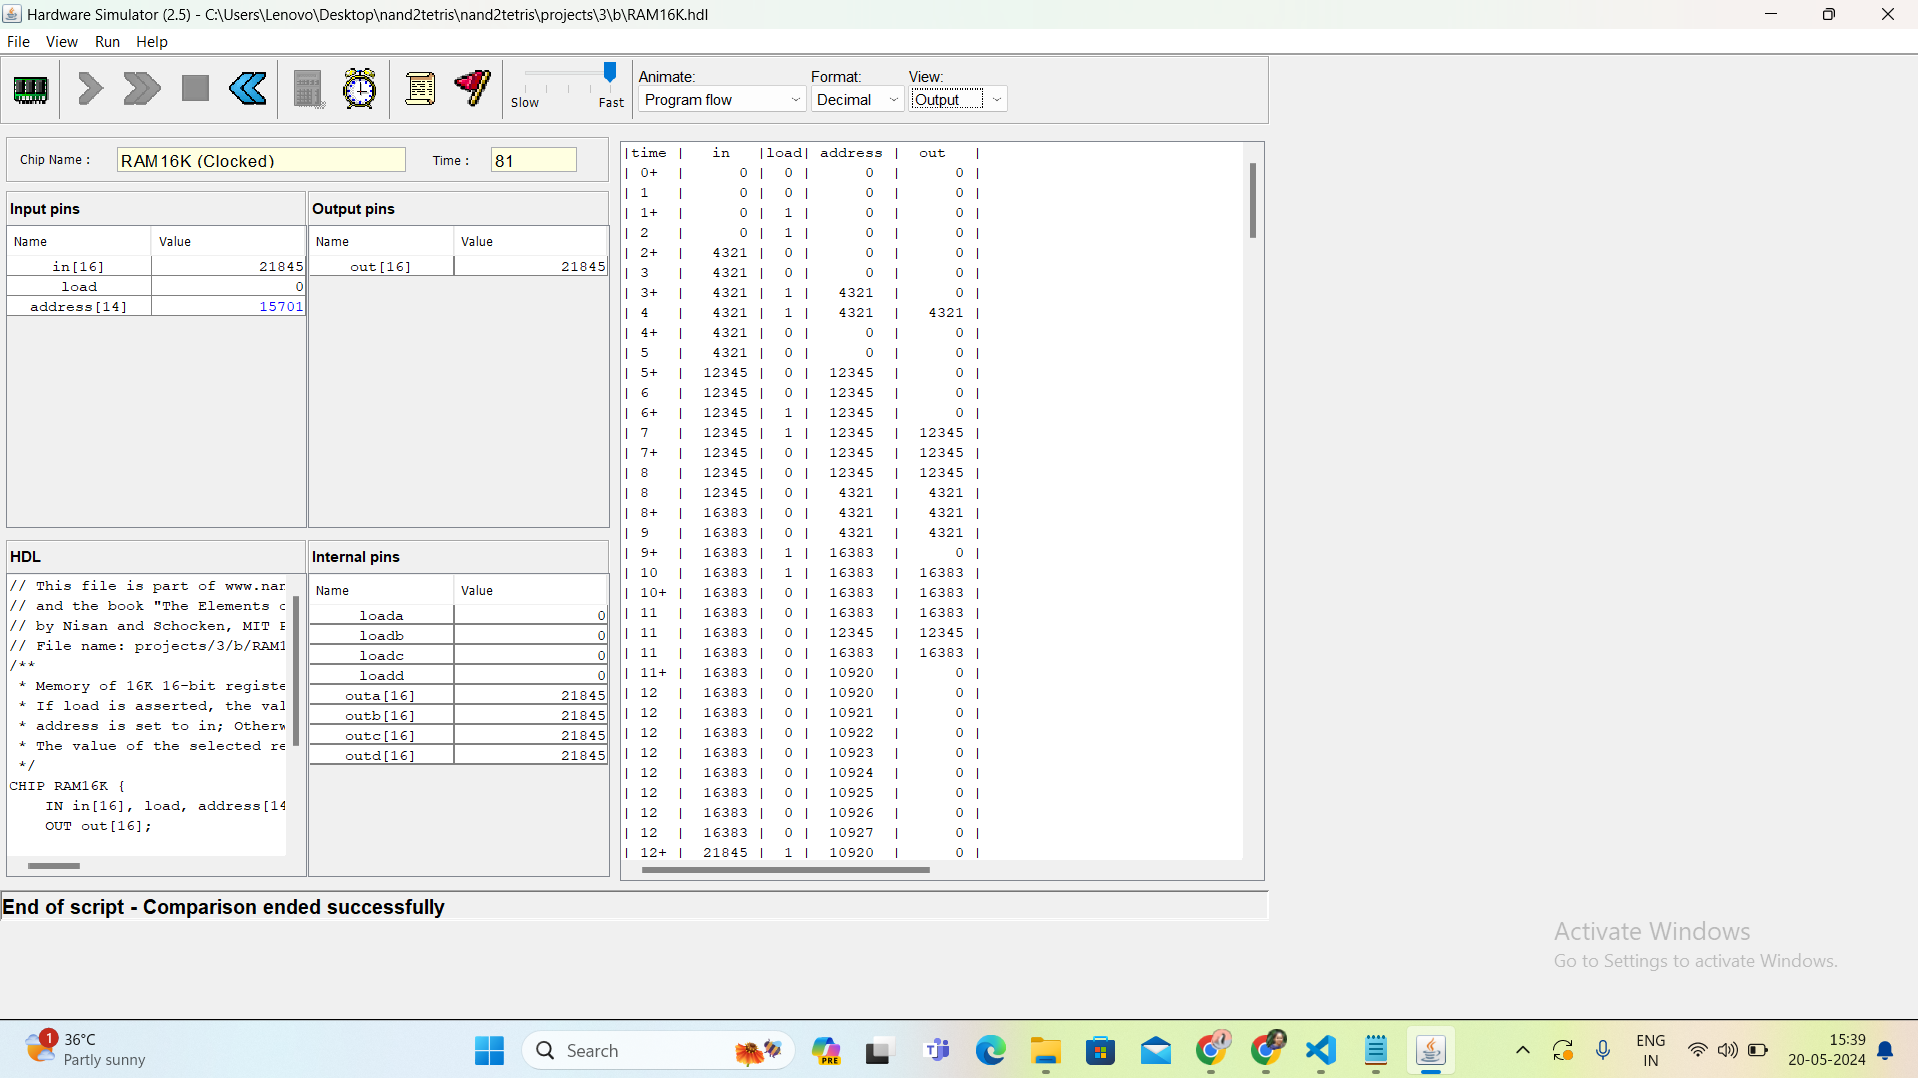 Hardware Simulator (2.5) - C:\Users\Lenovo\Desktop\nand2tetris\nand2tetris\projects\3\b\RAM16K.hdl
File View Run Help
Slow Fast
Animate: Format: View:
Program flow Decimal Output
Chip Name : RAM16K (Clocked) Time : 81
Input pins
Name Value
in[16] 21845
load 0
address[14] 15701
Output pins
Name Value
out[16] 21845
HDL
// This file is part of www.nan
// and the book "The Elements o
// by Nisan and Schocken, MIT P
// File name: projects/3/b/RAM1
/**
* Memory of 16K 16-bit registe
* If load is asserted, the val
* address is set to in; Otherw
* The value of the selected re
*/
CHIP RAM16K {
IN in[16], load, address[14
OUT out[16];
Internal pins
Name Value
loada 0
loadb 0
loadc 0
loadd 0
outa[16] 21845
outb[16] 21845
outc[16] 21845
outd[16] 21845
|time | in |load| address | out |
| 0+ | 0 | 0 | 0 | 0 |
| 1 | 0 | 0 | 0 | 0 |
| 1+ | 0 | 1 | 0 | 0 |
| 2 | 0 | 1 | 0 | 0 |
| 2+ | 4321 | 0 | 0 | 0 |
| 3 | 4321 | 0 | 0 | 0 |
| 3+ | 4321 | 1 | 4321 | 0 |
| 4 | 4321 | 1 | 4321 | 4321 |
| 4+ | 4321 | 0 | 0 | 0 |
| 5 | 4321 | 0 | 0 | 0 |
| 5+ | 12345 | 0 | 12345 | 0 |
| 6 | 12345 | 0 | 12345 | 0 |
| 6+ | 12345 | 1 | 12345 | 0 |
| 7 | 12345 | 1 | 12345 | 12345 |
| 7+ | 12345 | 0 | 12345 | 12345 |
| 8 | 12345 | 0 | 12345 | 12345 |
| 8 | 12345 | 0 | 4321 | 4321 |
| 8+ | 16383 | 0 | 4321 | 4321 |
| 9 | 16383 | 0 | 4321 | 4321 |
| 9+ | 16383 | 1 | 16383 | 0 |
| 10 | 16383 | 1 | 16383 | 16383 |
| 10+ | 16383 | 0 | 16383 | 16383 |
| 11 | 16383 | 0 | 16383 | 16383 |
| 11 | 16383 | 0 | 12345 | 12345 |
| 11 | 16383 | 0 | 16383 | 16383 |
| 11+ | 16383 | 0 | 10920 | 0 |
| 12 | 16383 | 0 | 10920 | 0 |
| 12 | 16383 | 0 | 10921 | 0 |
| 12 | 16383 | 0 | 10922 | 0 |
| 12 | 16383 | 0 | 10923 | 0 |
| 12 | 16383 | 0 | 10924 | 0 |
| 12 | 16383 | 0 | 10925 | 0 |
| 12 | 16383 | 0 | 10926 | 0 |
| 12 | 16383 | 0 | 10927 | 0 |
| 12+ | 21845 | 1 | 10920 | 0 |
End of script - Comparison ended successfully
Activate Windows
Go to Settings to activate Windows.
1
36°C
Partly sunny
Search
PRE
ENG
IN
15:39
20-05-2024